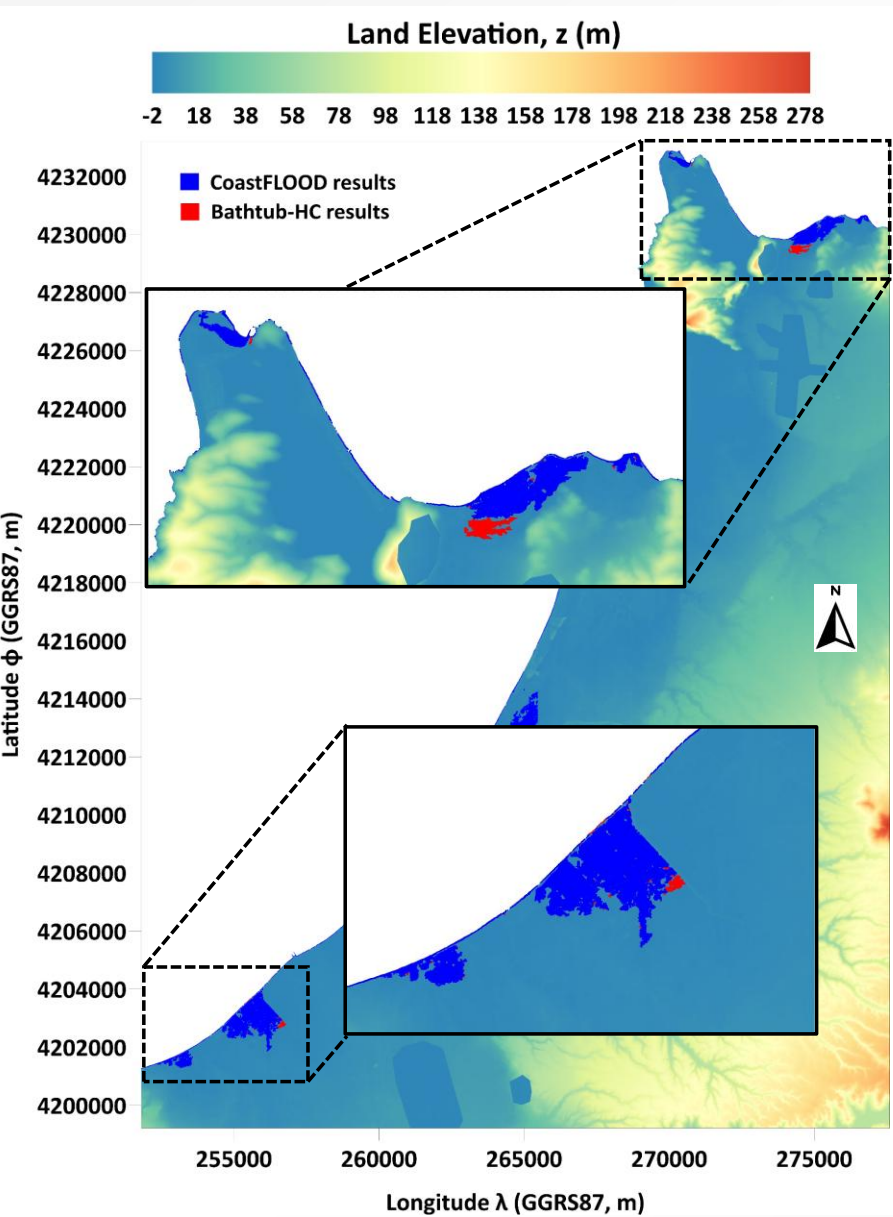 Land Elevation, z (m)
-2 18 38 58 78 98 118 138 158 178 198 218 238 258 278
CoastFLOOD results
Bathtub-HC results
4232000
4230000
4228000
4226000
4224000
4222000
4220000
4218000
4216000
4214000
4212000
4210000
4208000
4206000
4204000
4202000
4200000
Latitude ϕ (GGRS87, m)
N
255000 260000 265000 270000 275000
Longitude λ (GGRS87, m)